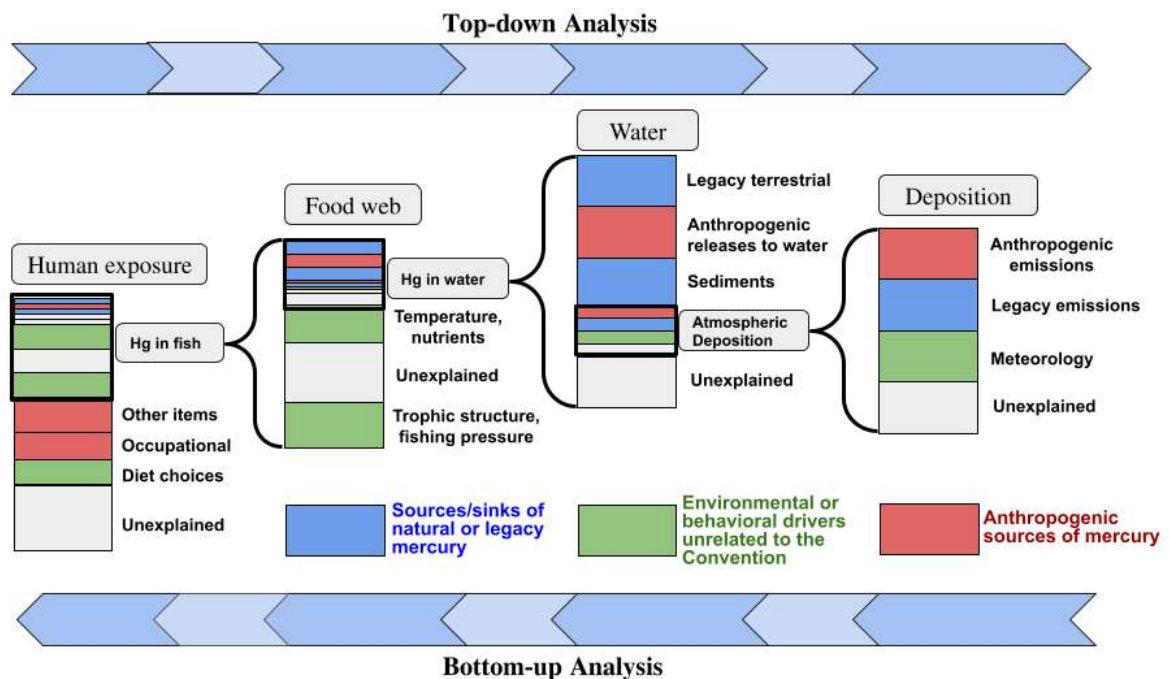 Top-down Analysis
Human exposure
Hg in fish
Other items
Occupational
Diet choices
Unexplained
Food web
Hg in water
Temperature,
nutrients
Unexplained
Trophic structure,
fishing pressure
Water
Legacy terrestrial
Anthropogenic
releases to water
Sediments
Atmospheric
Deposition
Unexplained
Deposition
Anthropogenic
emissions
Legacy emissions
Meteorology
Unexplained
Sources/sinks of
natural or legacy
mercury
Environmental or
behavioral drivers
unrelated to the
Convention
Anthropogenic
sources of mercury
Bottom-up Analysis